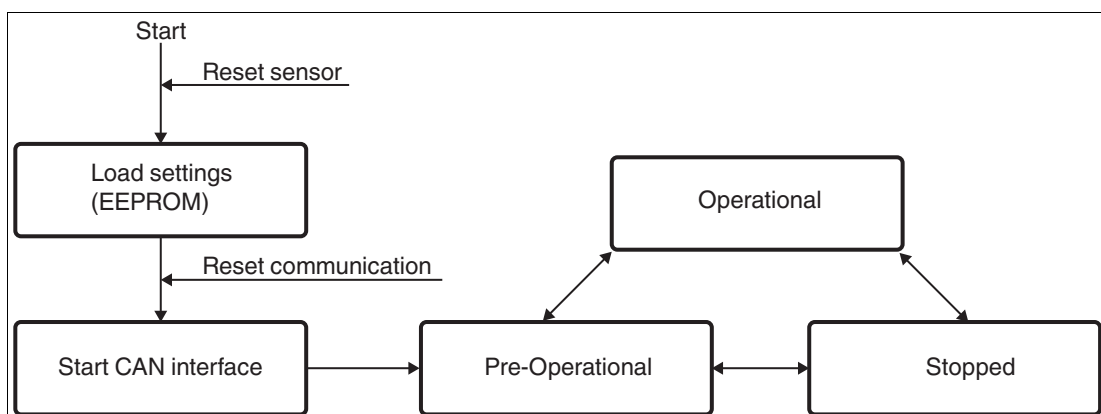 Start
Reset sensor
Load settings
(EEPROM)
Operational
Reset communication
Start CAN interface
Pre-Operational
Stopped